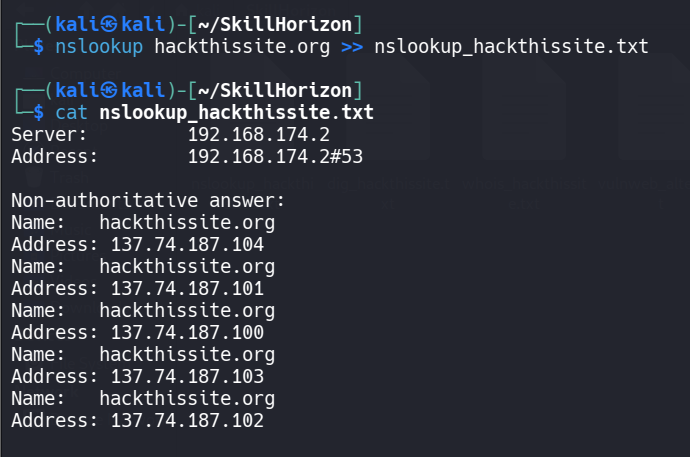 ┌──(kali㉿kali)-[~/SkillHorizon]
└─$ nslookup hackthissite.org >> nslookup_hackthissite.txt
┌──(kali㉿kali)-[~/SkillHorizon]
└─$ cat nslookup_hackthissite.txt
Server:         192.168.174.2
Address:        192.168.174.2#53
Non-authoritative answer:
Name:   hackthissite.org
Address: 137.74.187.104
Name:   hackthissite.org
Address: 137.74.187.101
Name:   hackthissite.org
Address: 137.74.187.100
Name:   hackthissite.org
Address: 137.74.187.103
Name:   hackthissite.org
Address: 137.74.187.102